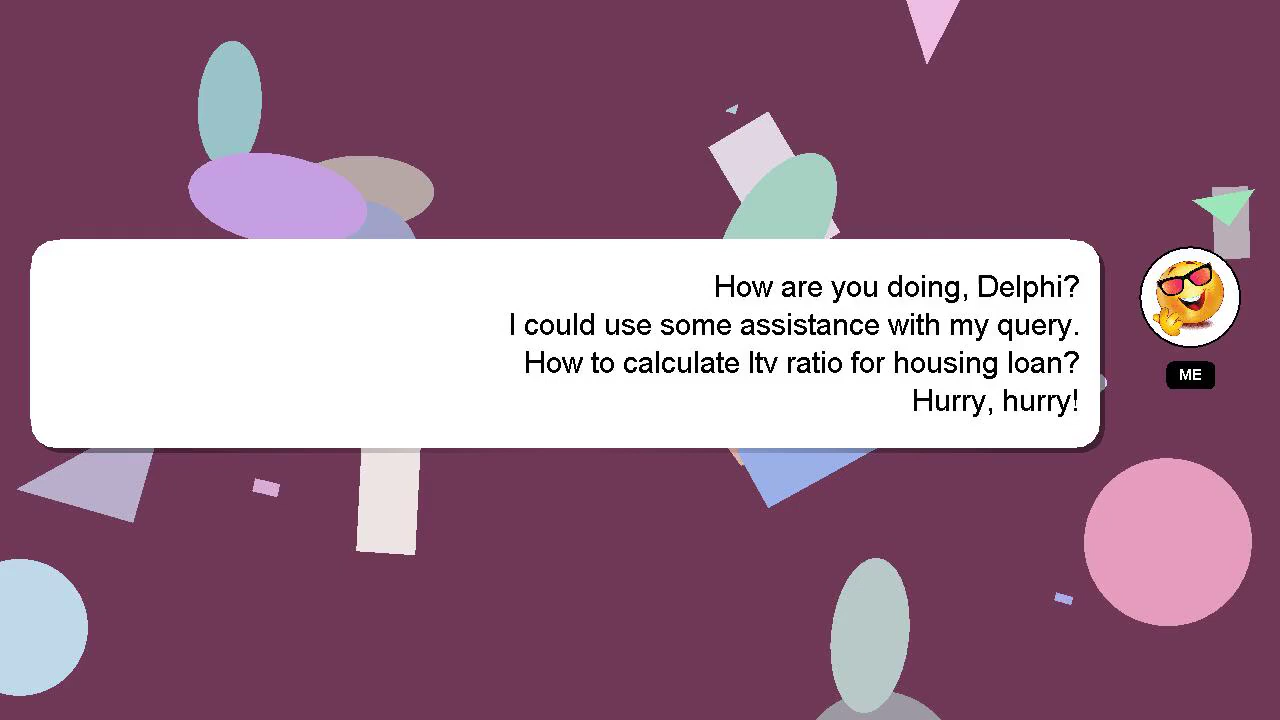 How are you doing, Delphi?
I could use some assistance with my query.
How to calculate ltv ratio for housing loan?
Hurry, hurry!
ME